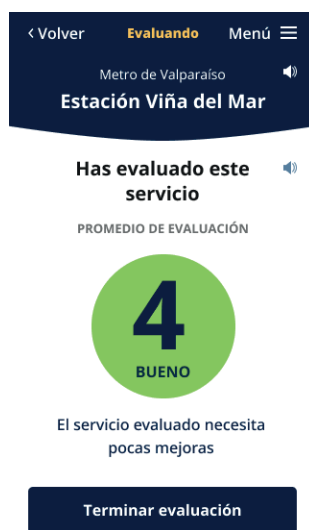 < Volver Evaluando Menú
Metro de Valparaíso
Estación Viña del Mar
Has evaluado este
servicio
PROMEDIO DE EVALUACIÓN
4
BUENO
El servicio evaluado necesita
pocas mejoras
Terminar evaluación